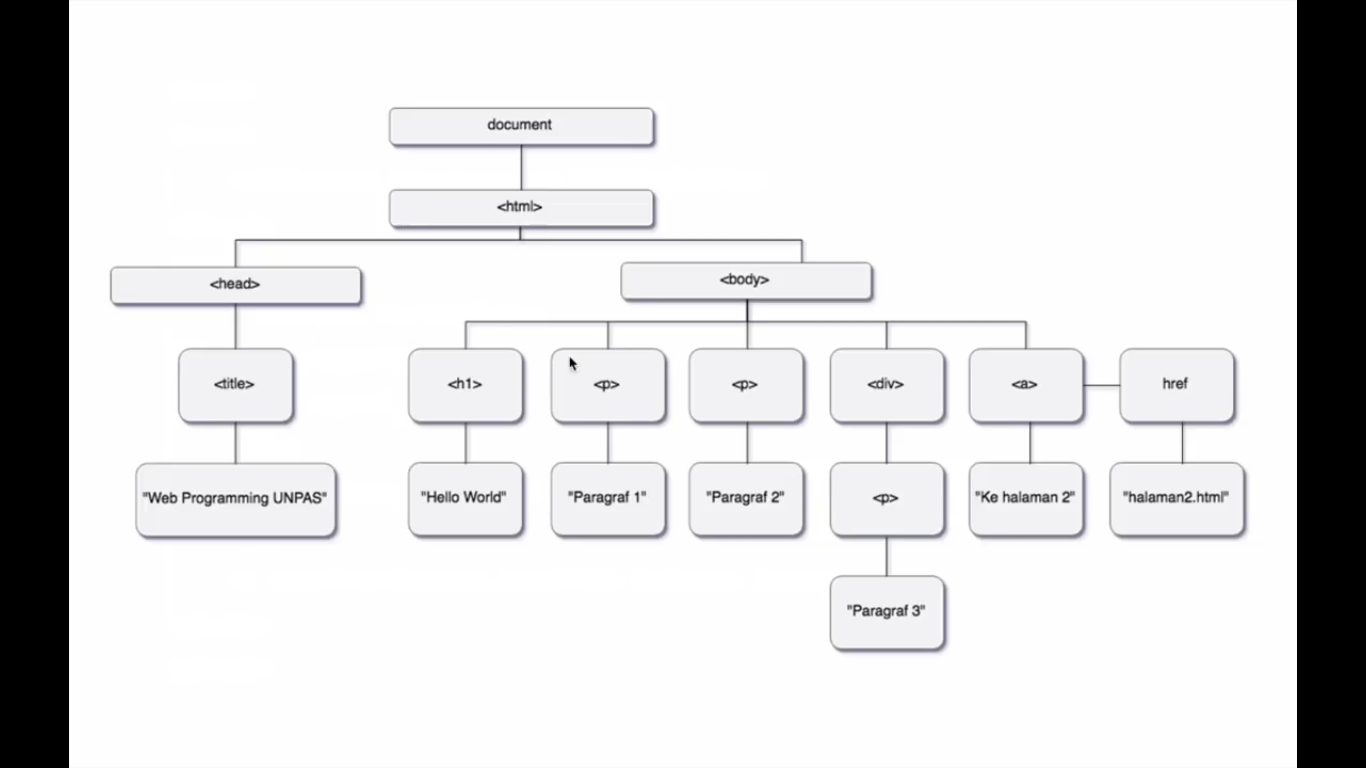 document
<html>
<head>
<body>
<title>
<h1>
<p>
<p>
<div>
<a>
href
"Web Programming UNPAS"
"Hello World"
"Paragraf 1"
"Paragraf 2"
<p>
"Ke halaman 2"
"halaman2.html"
"Paragraf 3"